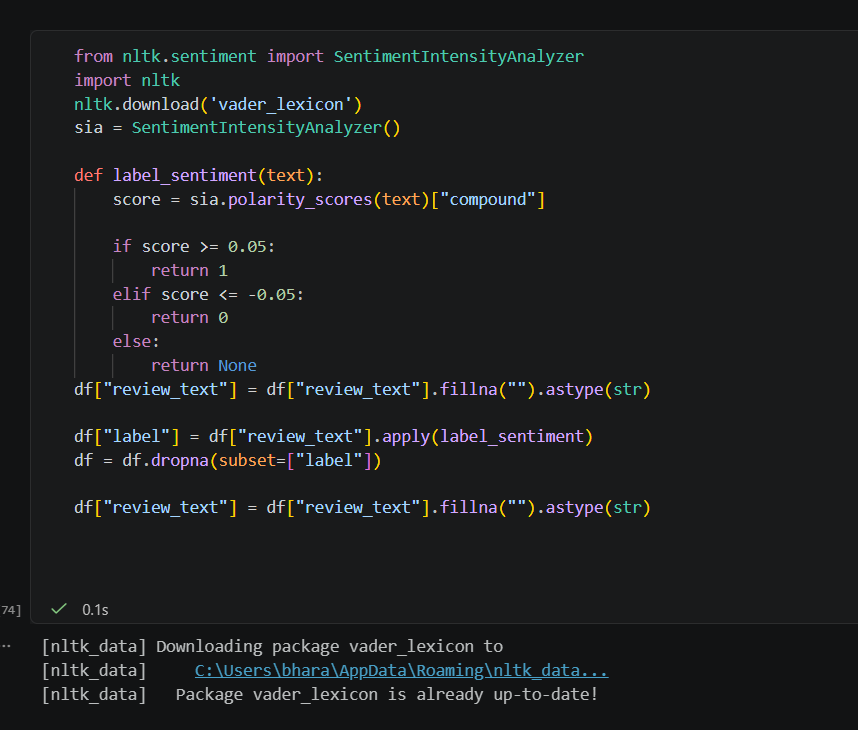 from nltk.sentiment import SentimentIntensityAnalyzer
import nltk
nltk.download('vader_lexicon')
sia = SentimentIntensityAnalyzer()
def label_sentiment(text):
    score = sia.polarity_scores(text)["compound"]
    if score >= 0.05:
        return 1
    elif score <= -0.05:
        return 0
    else:
        return None
df["review_text"] = df["review_text"].fillna("").astype(str)
df["label"] = df["review_text"].apply(label_sentiment)
df = df.dropna(subset=["label"])
df["review_text"] = df["review_text"].fillna("").astype(str)
74] ✓ 0.1s
[nltk_data] Downloading package vader_lexicon to
[nltk_data]     C:\Users\bhara\AppData\Roaming\nltk_data...
[nltk_data]   Package vader_lexicon is already up-to-date!